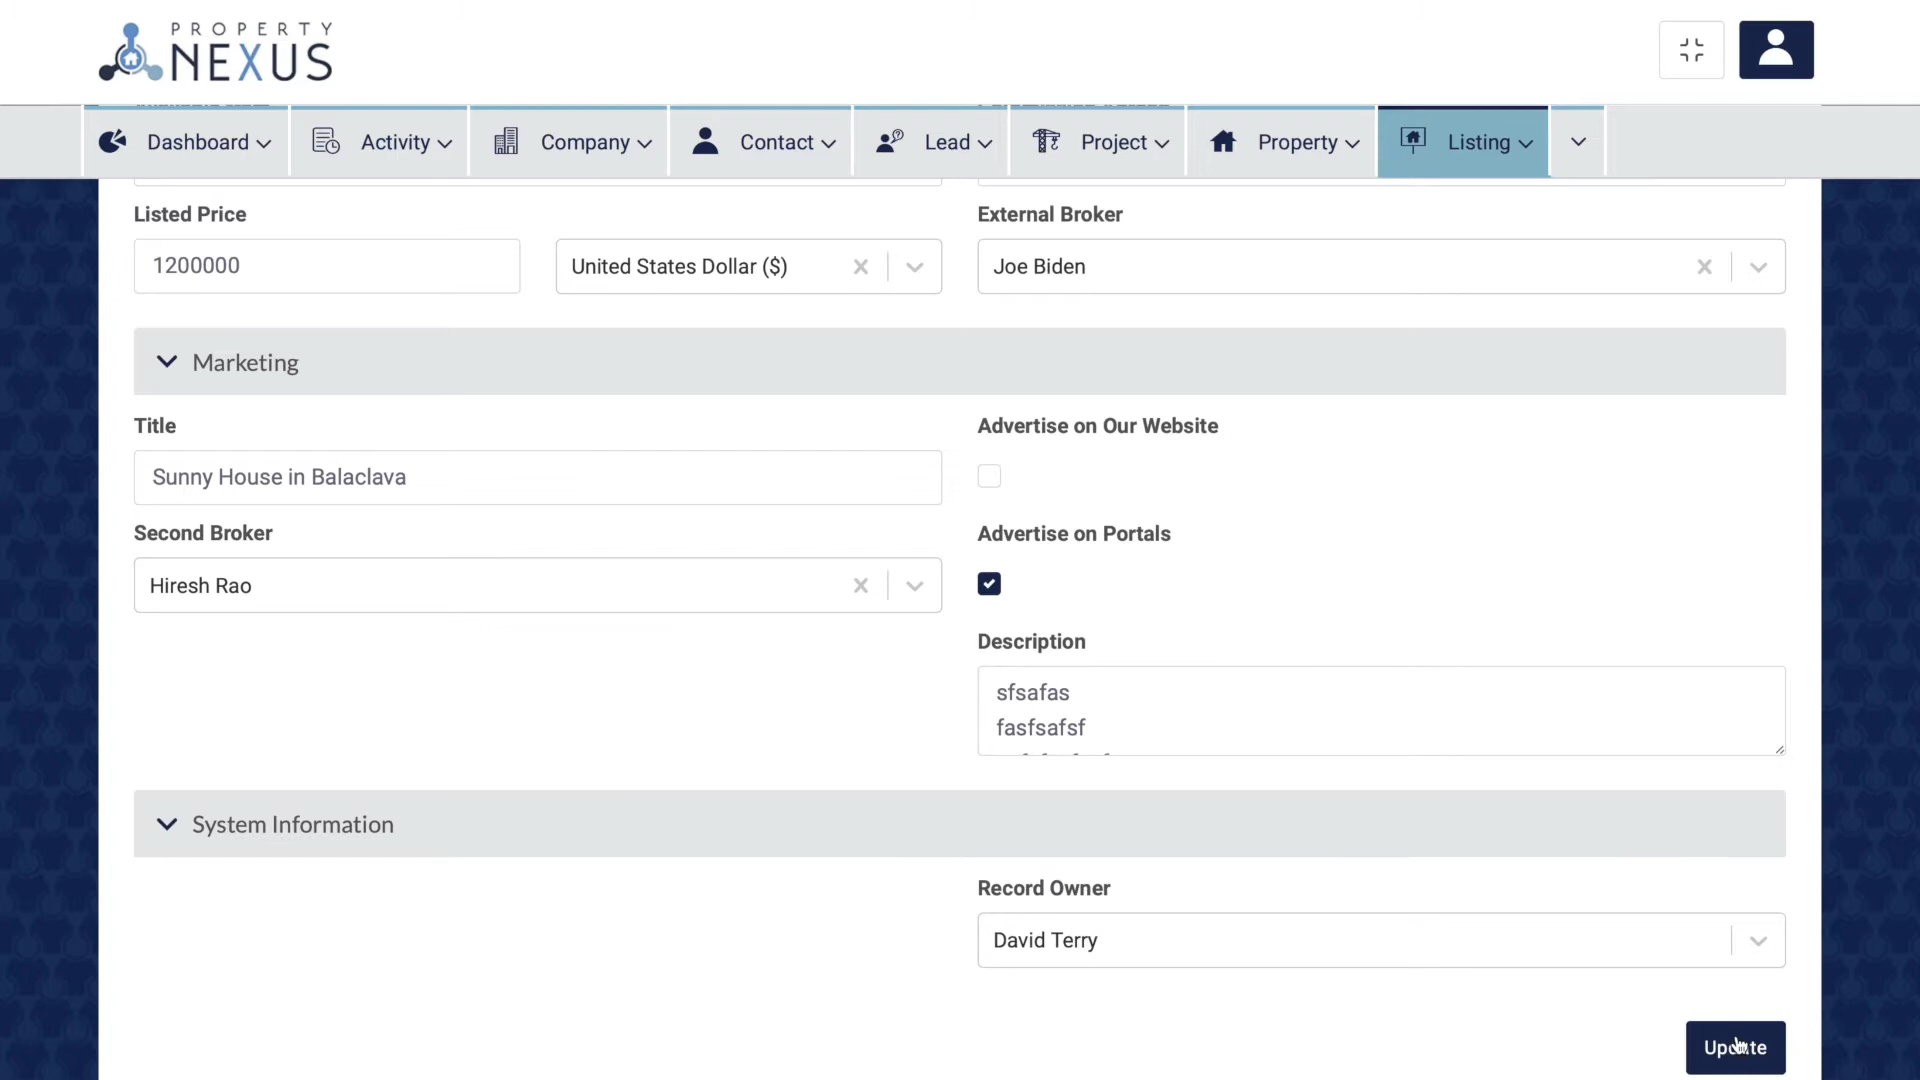 PROPERTY
NEXUS
Dashboard
Activity
Company
Contact
Lead
Project
Property
Listing
Listed Price
External Broker
1200000
United States Dollar ($)
Joe Biden
Marketing
Title
Advertise on Our Website
Sunny House in Balaclava
Second Broker
Advertise on Portals
Hiresh Rao
Description
sfsafas
fasfsafsf
System Information
Record Owner
David Terry
Update